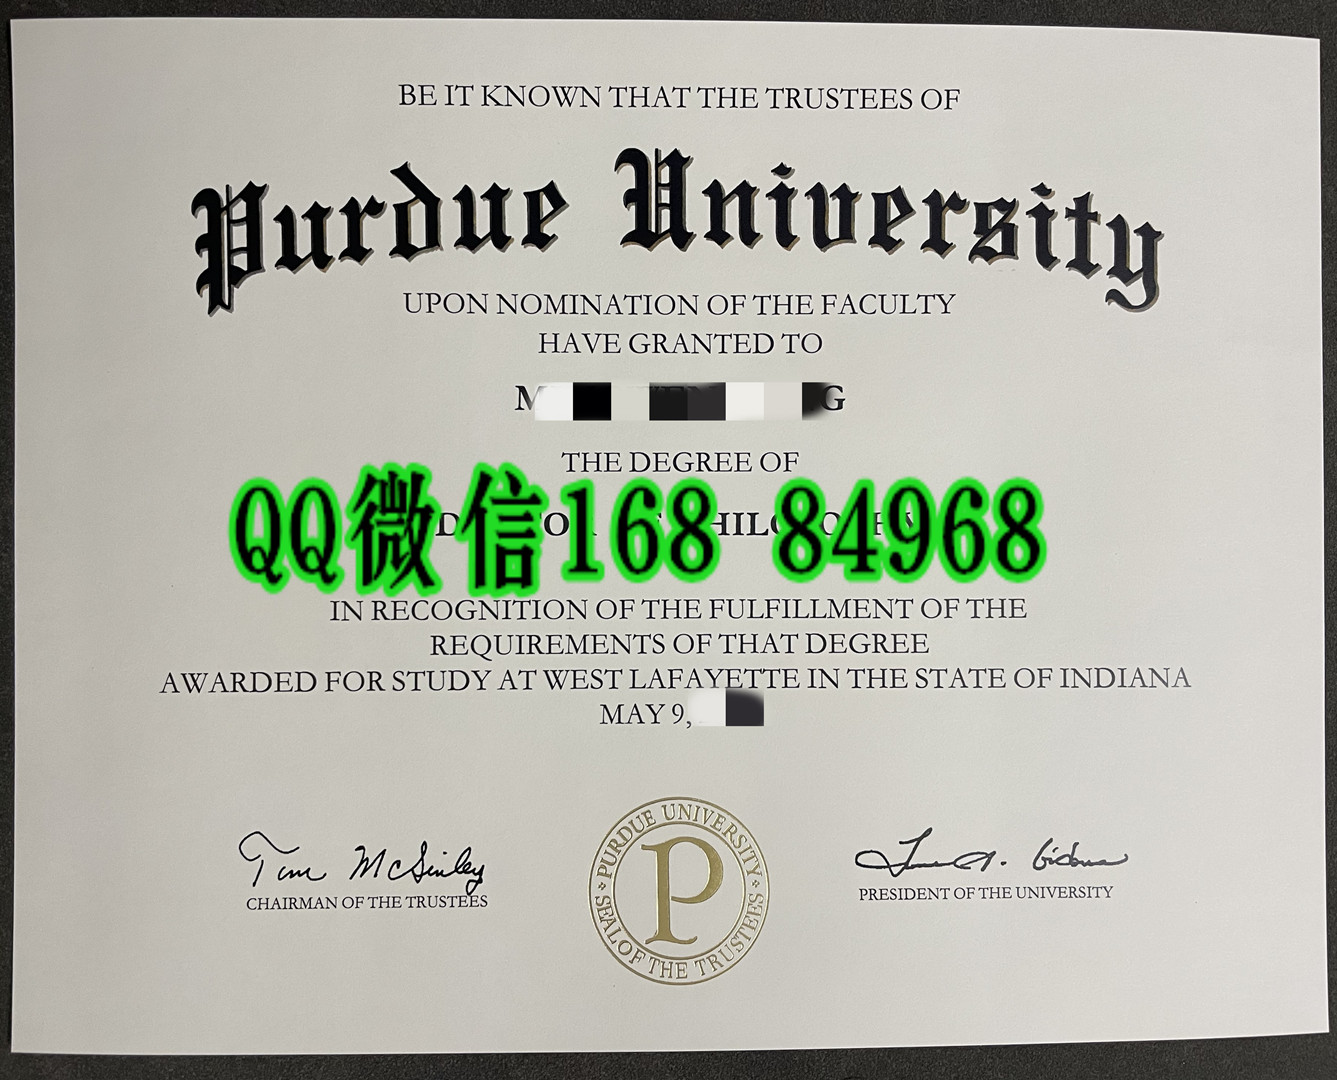 BE IT KNOWN THAT THE TRUSTEES OF
Purdue University
UPON NOMINATION OF THE FACULTY
HAVE GRANTED TO
THE DEGREE OF
QQ微信168 84968
IN RECOGNITION OF THE FULFILLMENT OF THE
REQUIREMENTS OF THAT DEGREE
AWARDED FOR STUDY AT WEST LAFAYETTE IN THE STATE OF INDIANA
MAY 9,
Tom McGinley
CHAIRMAN OF THE TRUSTEES
PURDUE UNIVERSITY
SEAL OF THE TRUSTEES
P
PRESIDENT OF THE UNIVERSITY